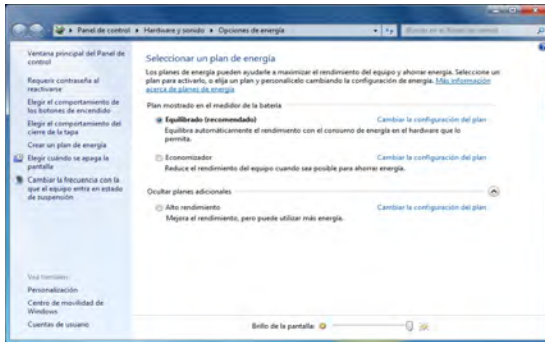 Panel de control ▸ Hardware y sonido ▸ Opciones de energía
Ventana principal del Panel de
control
Requerir contraseña al
reactivarse
Elegir el comportamiento de
los botones de encendido
Elegir el comportamiento del
cierre de la tapa
Crear un plan de energía
Elegir cuándo se apaga la
pantalla
Cambiar la frecuencia con la
que el equipo entra en estado
de suspensión
Vea también
Personalización
Centro de movilidad de
Windows
Cuentas de usuario
Seleccionar un plan de energía
Los planes de energía pueden ayudarle a maximizar el rendimiento del equipo y ahorrar energía. Seleccione un
plan para activarlo, o elija un plan y personalícelo cambiando la configuración de energía. Más información
acerca de planes de energía
Plan mostrado en el medidor de la batería
Equilibrado (recomendado) Cambiar la configuración del plan
Equilibra automáticamente el rendimiento con el consumo de energía en el hardware que lo
permita.
Economizador Cambiar la configuración del plan
Reduce el rendimiento del equipo cuando sea posible para ahorrar energía.
Ocultar planes adicionales
Alto rendimiento Cambiar la configuración del plan
Mejora el rendimiento, pero puede utilizar más energía.
Brillo de la pantalla: